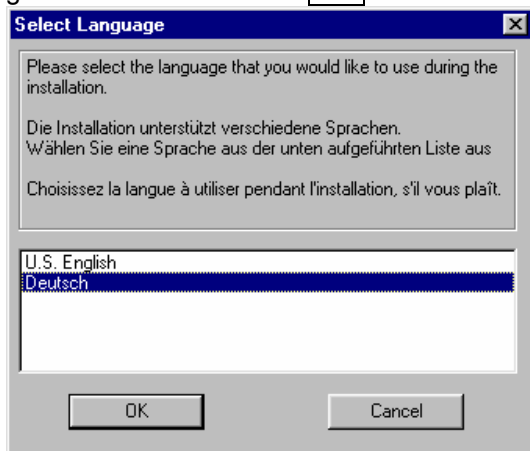 Select Language
Please select the language that you would like to use during the
installation.
Die Installation unterstützt verschiedene Sprachen.
Wählen Sie eine Sprache aus der unten aufgeführten Liste aus
Choisissez la langue à utiliser pendant l'installation, s'il vous plaît.
U.S. English
Deutsch
OK
Cancel